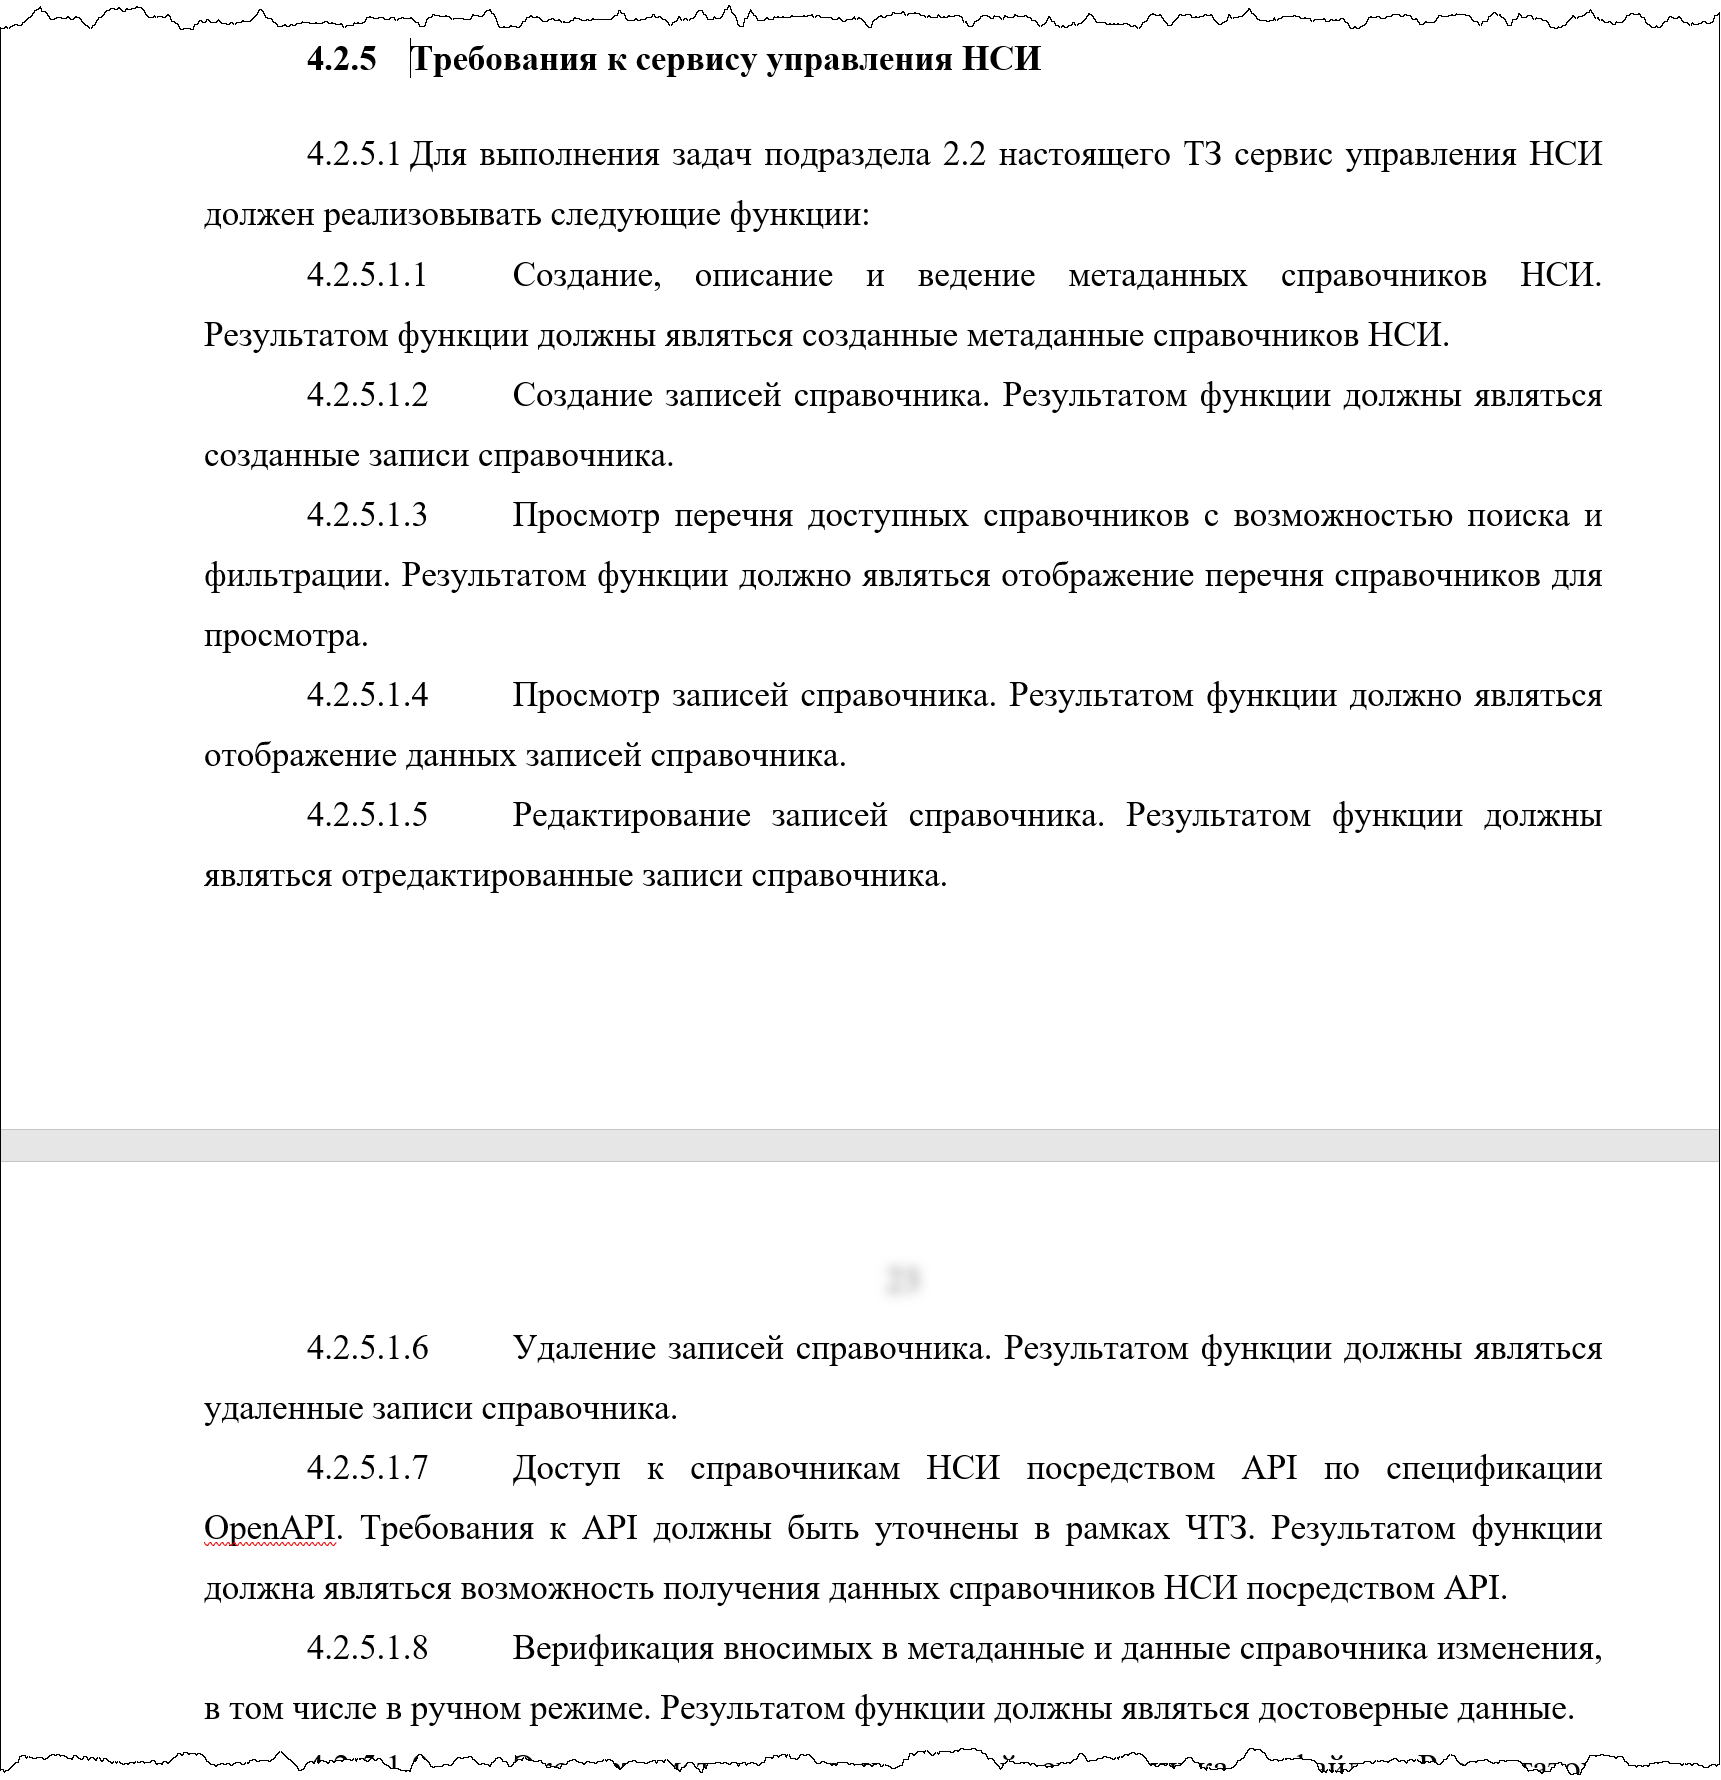 4.2.5 Требования к сервису управления НСИ
4.2.5.1 Для выполнения задач подраздела 2.2 настоящего ТЗ сервис управления НСИ
должен реализовывать следующие функции:
4.2.5.1.1 Создание, описание и ведение метаданных справочников НСИ.
Результатом функции должны являться созданные метаданные справочников НСИ.
4.2.5.1.2 Создание записей справочника. Результатом функции должны являться
созданные записи справочника.
4.2.5.1.3 Просмотр перечня доступных справочников с возможностью поиска и
фильтрации. Результатом функции должно являться отображение перечня справочников для
просмотра.
4.2.5.1.4 Просмотр записей справочника. Результатом функции должно являться
отображение данных записей справочника.
4.2.5.1.5 Редактирование записей справочника. Результатом функции должны
являться отредактированные записи справочника.
4.2.5.1.6 Удаление записей справочника. Результатом функции должны являться
удаленные записи справочника.
4.2.5.1.7 Доступ к справочникам НСИ посредством API по спецификации
OpenAPI. Требования к API должны быть уточнены в рамках ЧТЗ. Результатом функции
должна являться возможность получения данных справочников НСИ посредством API.
4.2.5.1.8 Верификация вносимых в метаданные и данные справочника изменения,
в том числе в ручном режиме. Результатом функции должны являться достоверные данные.